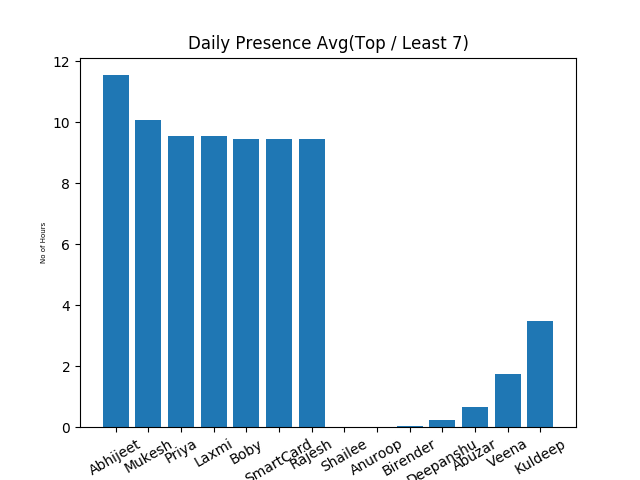 Daily Presence Avg(Top / Least 7)
No of Hours
12
10
8
6
4
2
0
Abhijeet
Mukesh
Priya
Laxmi
Boby
SmartCard
Rajesh
Shailee
Anuroop
Birender
Deepanshu
Abuzar
Veena
Kuldeep